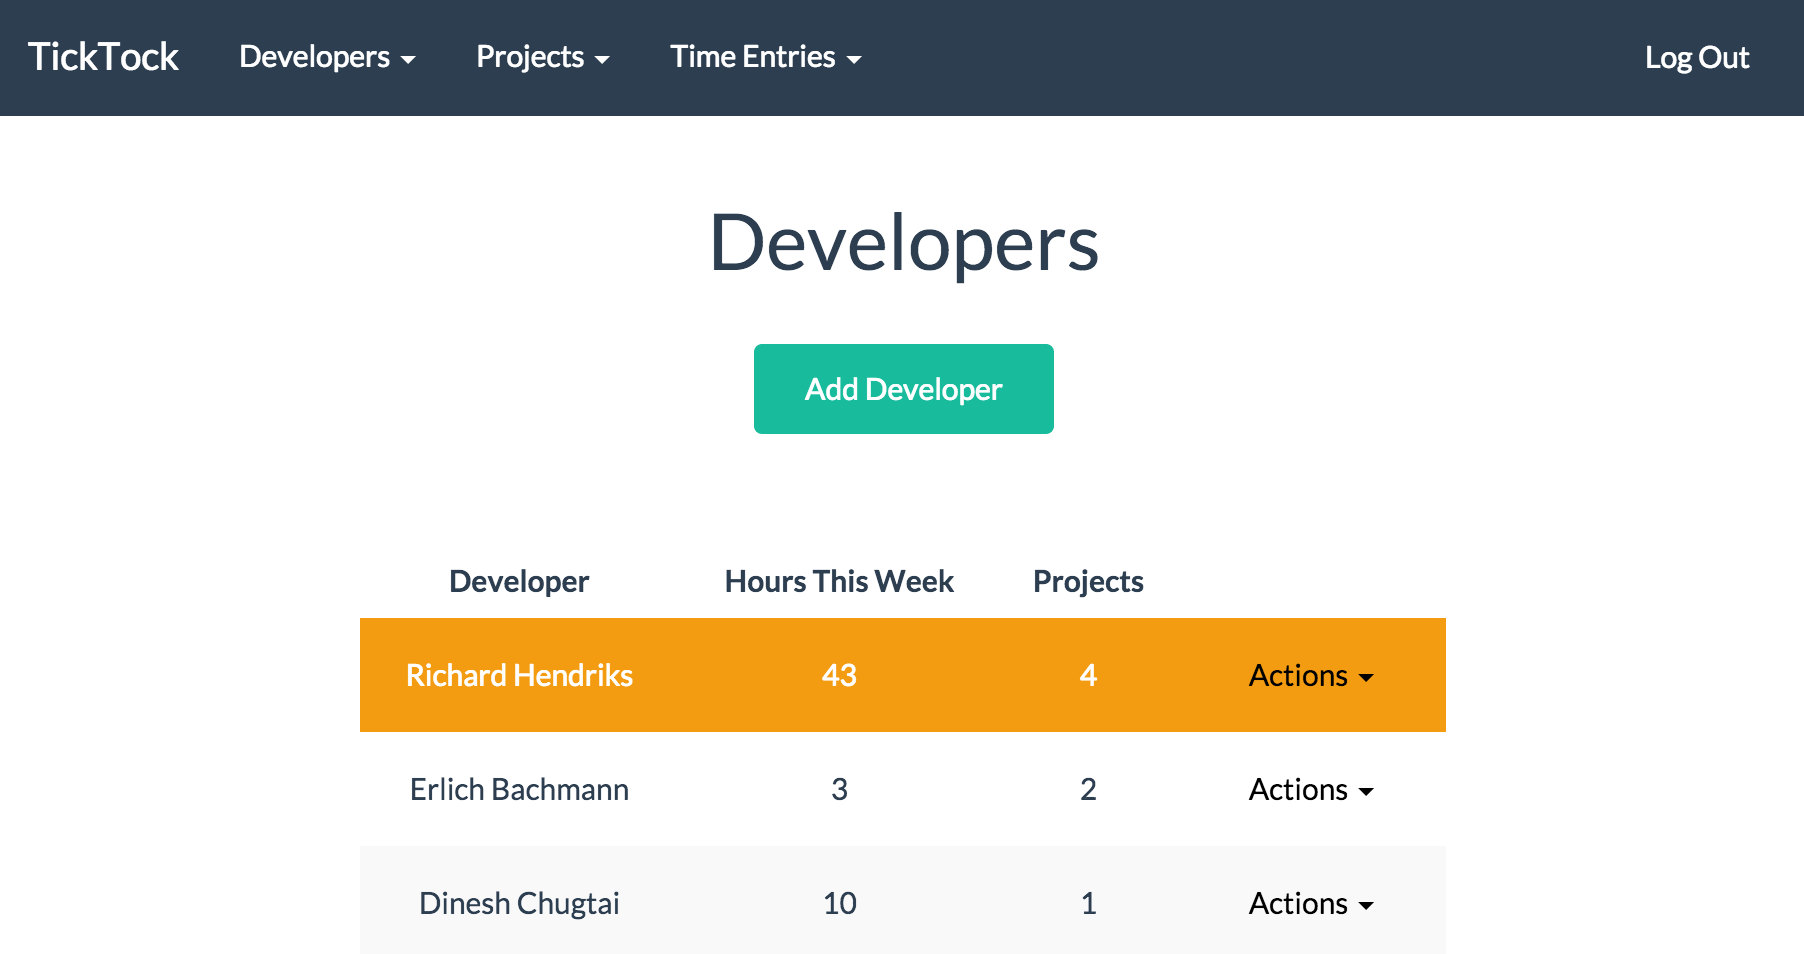 TickTock Developers Projects Time Entries Log Out
Developers
Add Developer
Developer Hours This Week Projects
Richard Hendriks 43 4 Actions
Erlich Bachmann 3 2 Actions
Dinesh Chugtai 10 1 Actions